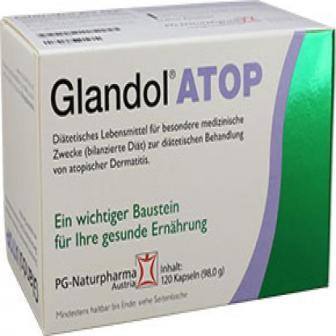 Glandol® ATOP
Diätetisches Lebensmittel für besondere medizinische
Zwecke (bilanzierte Diät) zur diätetischen Behandlung
von atopischer Dermatitis.
Ein wichtiger Baustein
für Ihre gesunde Ernährung
PG-Naturpharma
Austria
Inhalt:
120 Kapseln (98,0 g)
Mindestens haltbar bis Ende: siehe Seitenlasche